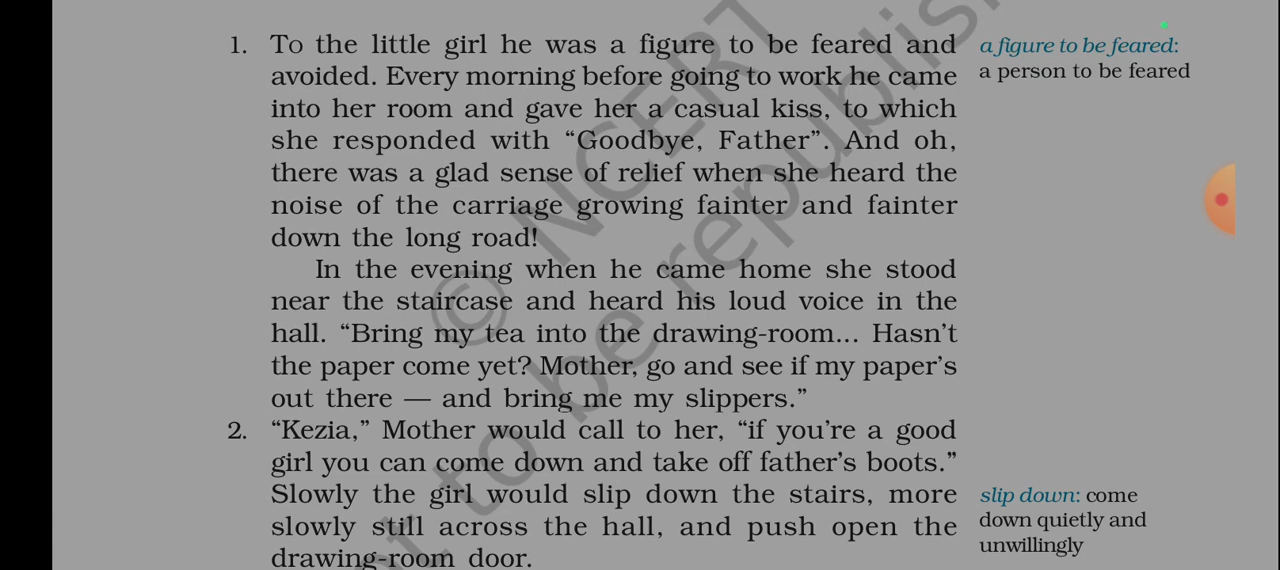 1. To the little girl he was a figure to be feared and
avoided. Every morning before going to work he came
into her room and gave her a casual kiss, to which
she responded with “Goodbye, Father”. And oh,
there was a glad sense of relief when she heard the
noise of the carriage growing fainter and fainter
down the long road!
In the evening when he came home she stood
near the staircase and heard his loud voice in the
hall. “Bring my tea into the drawing-room... Hasn’t
the paper come yet? Mother, go and see if my paper’s
out there — and bring me my slippers.”
2. “Kezia,” Mother would call to her, “if you’re a good
girl you can come down and take off father’s boots.”
Slowly the girl would slip down the stairs, more
slowly still across the hall, and push open the
drawing-room door.
a figure to be feared:
a person to be feared
slip down: come
down quietly and
unwillingly
© NCERT
not to be republish